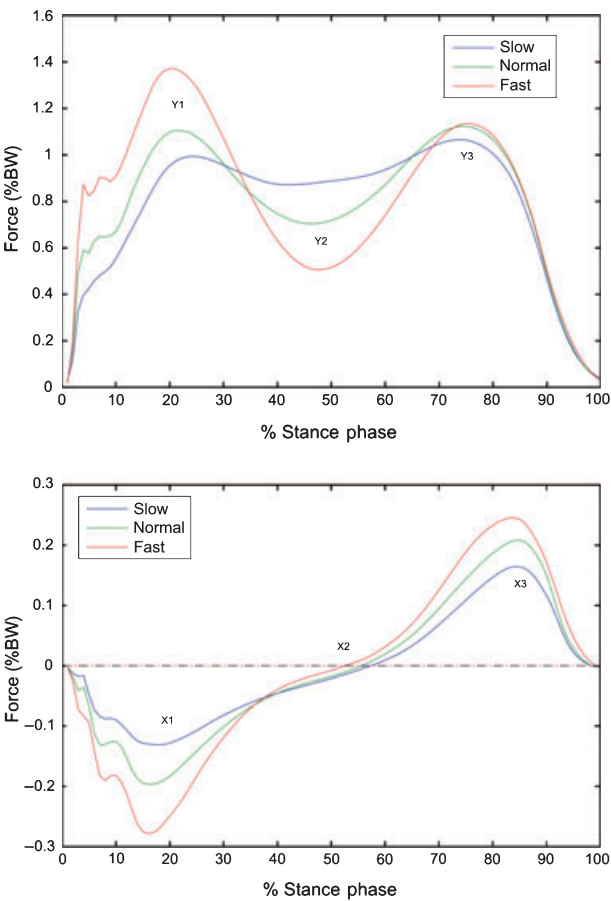 1.6
1.4
1.2
1
0.8
0.6
0.4
0.2
0
Force (%BW)
Slow
Normal
Fast
Y1
Y2
Y3
0 10 20 30 40 50 60 70 80 90 100
% Stance phase
0.3
0.2
0.1
0
–0.1
–0.2
–0.3
Force (%BW)
Slow
Normal
Fast
X1
X2
X3
0 10 20 30 40 50 60 70 80 90 100
% Stance phase